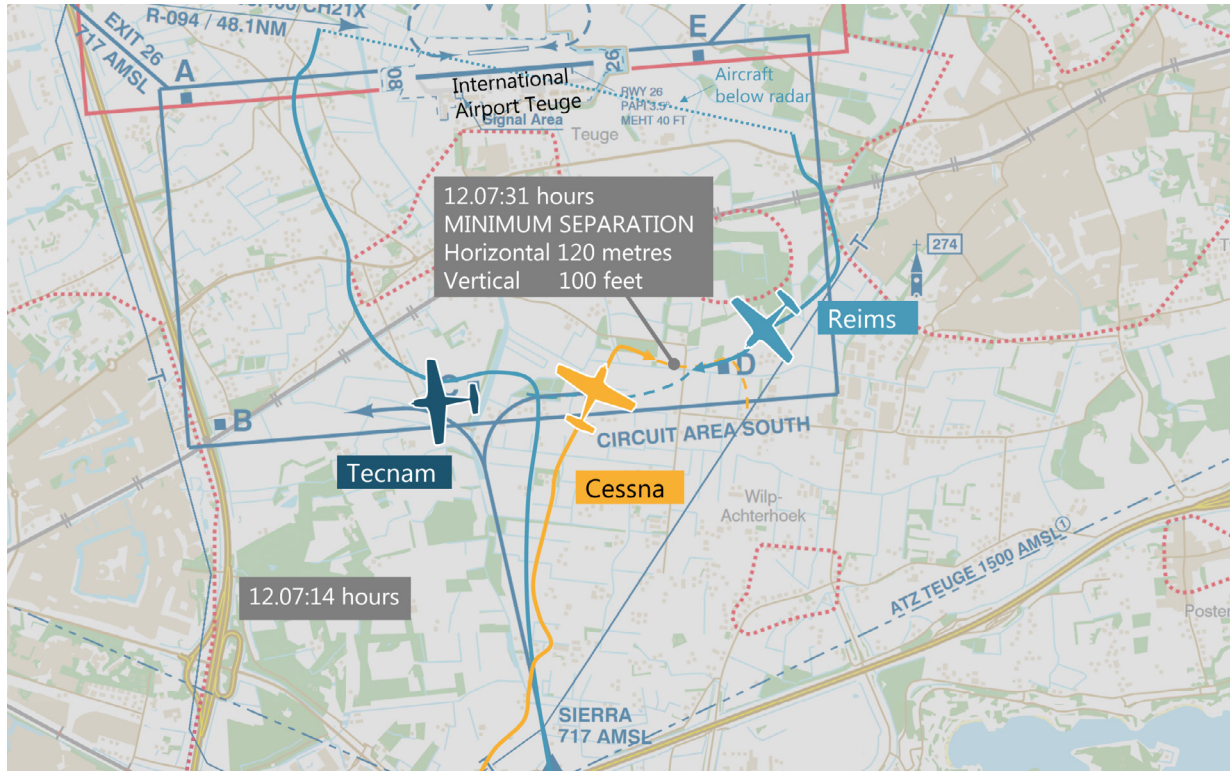 R-094 / 48.1NM
EXIT 26
717 AMSL
A
E
08
26
International
Airport Teuge
Signal Area
RWY 26
PAPI 3.5°
MEHT 40 FT
Teuge
Aircraft
below radar
12.07:31 hours
MINIMUM SEPARATION
Horizontal 120 metres
Vertical 100 feet
274
Reims
D
B
CIRCUIT AREA SOUTH
Tecnam
Cessna
Wilp-
Achterhoek
12.07:14 hours
ATZ TEUGE 1500 AMSL ①
SIERRA
717 AMSL